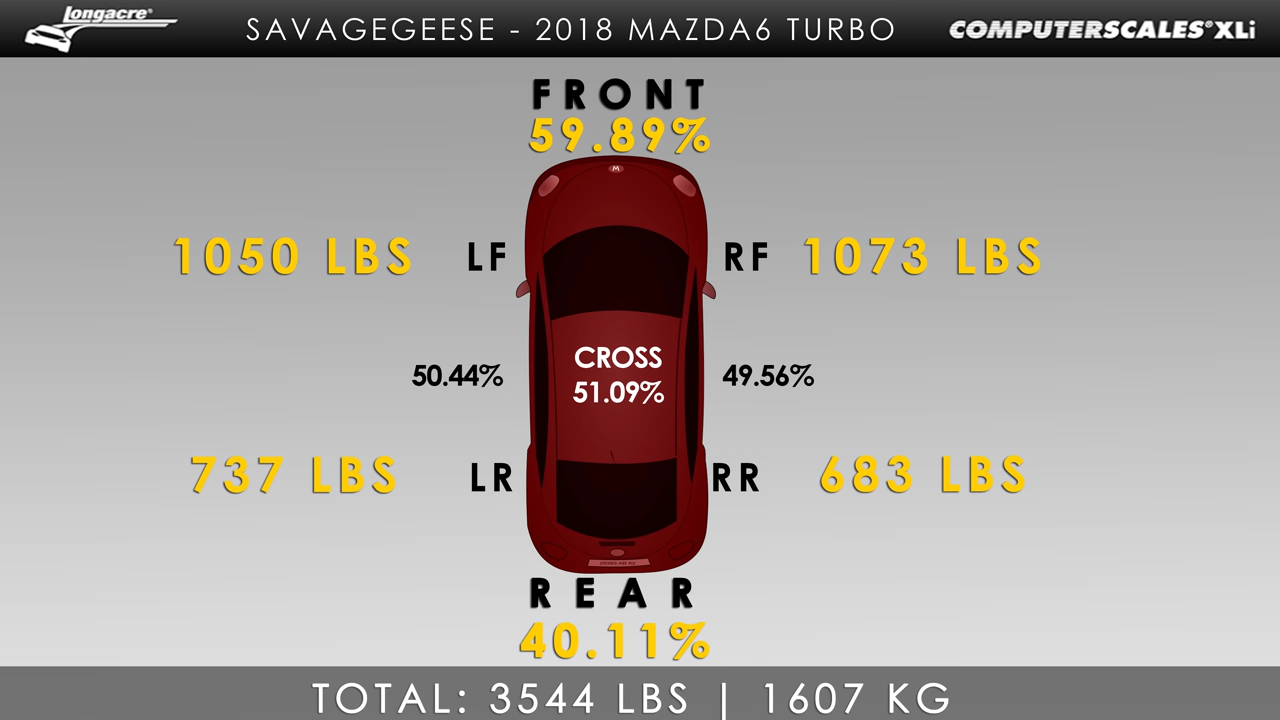 Longacre® SAVAGEGEESE - 2018 MAZDA6 TURBO COMPUTERSCALES® XLi
FRONT
59.89%
M
1050 LBS LF RF 1073 LBS
CROSS
50.44% 51.09% 49.56%
737 LBS LR RR 683 LBS
REAR
40.11%
TOTAL: 3544 LBS | 1607 KG